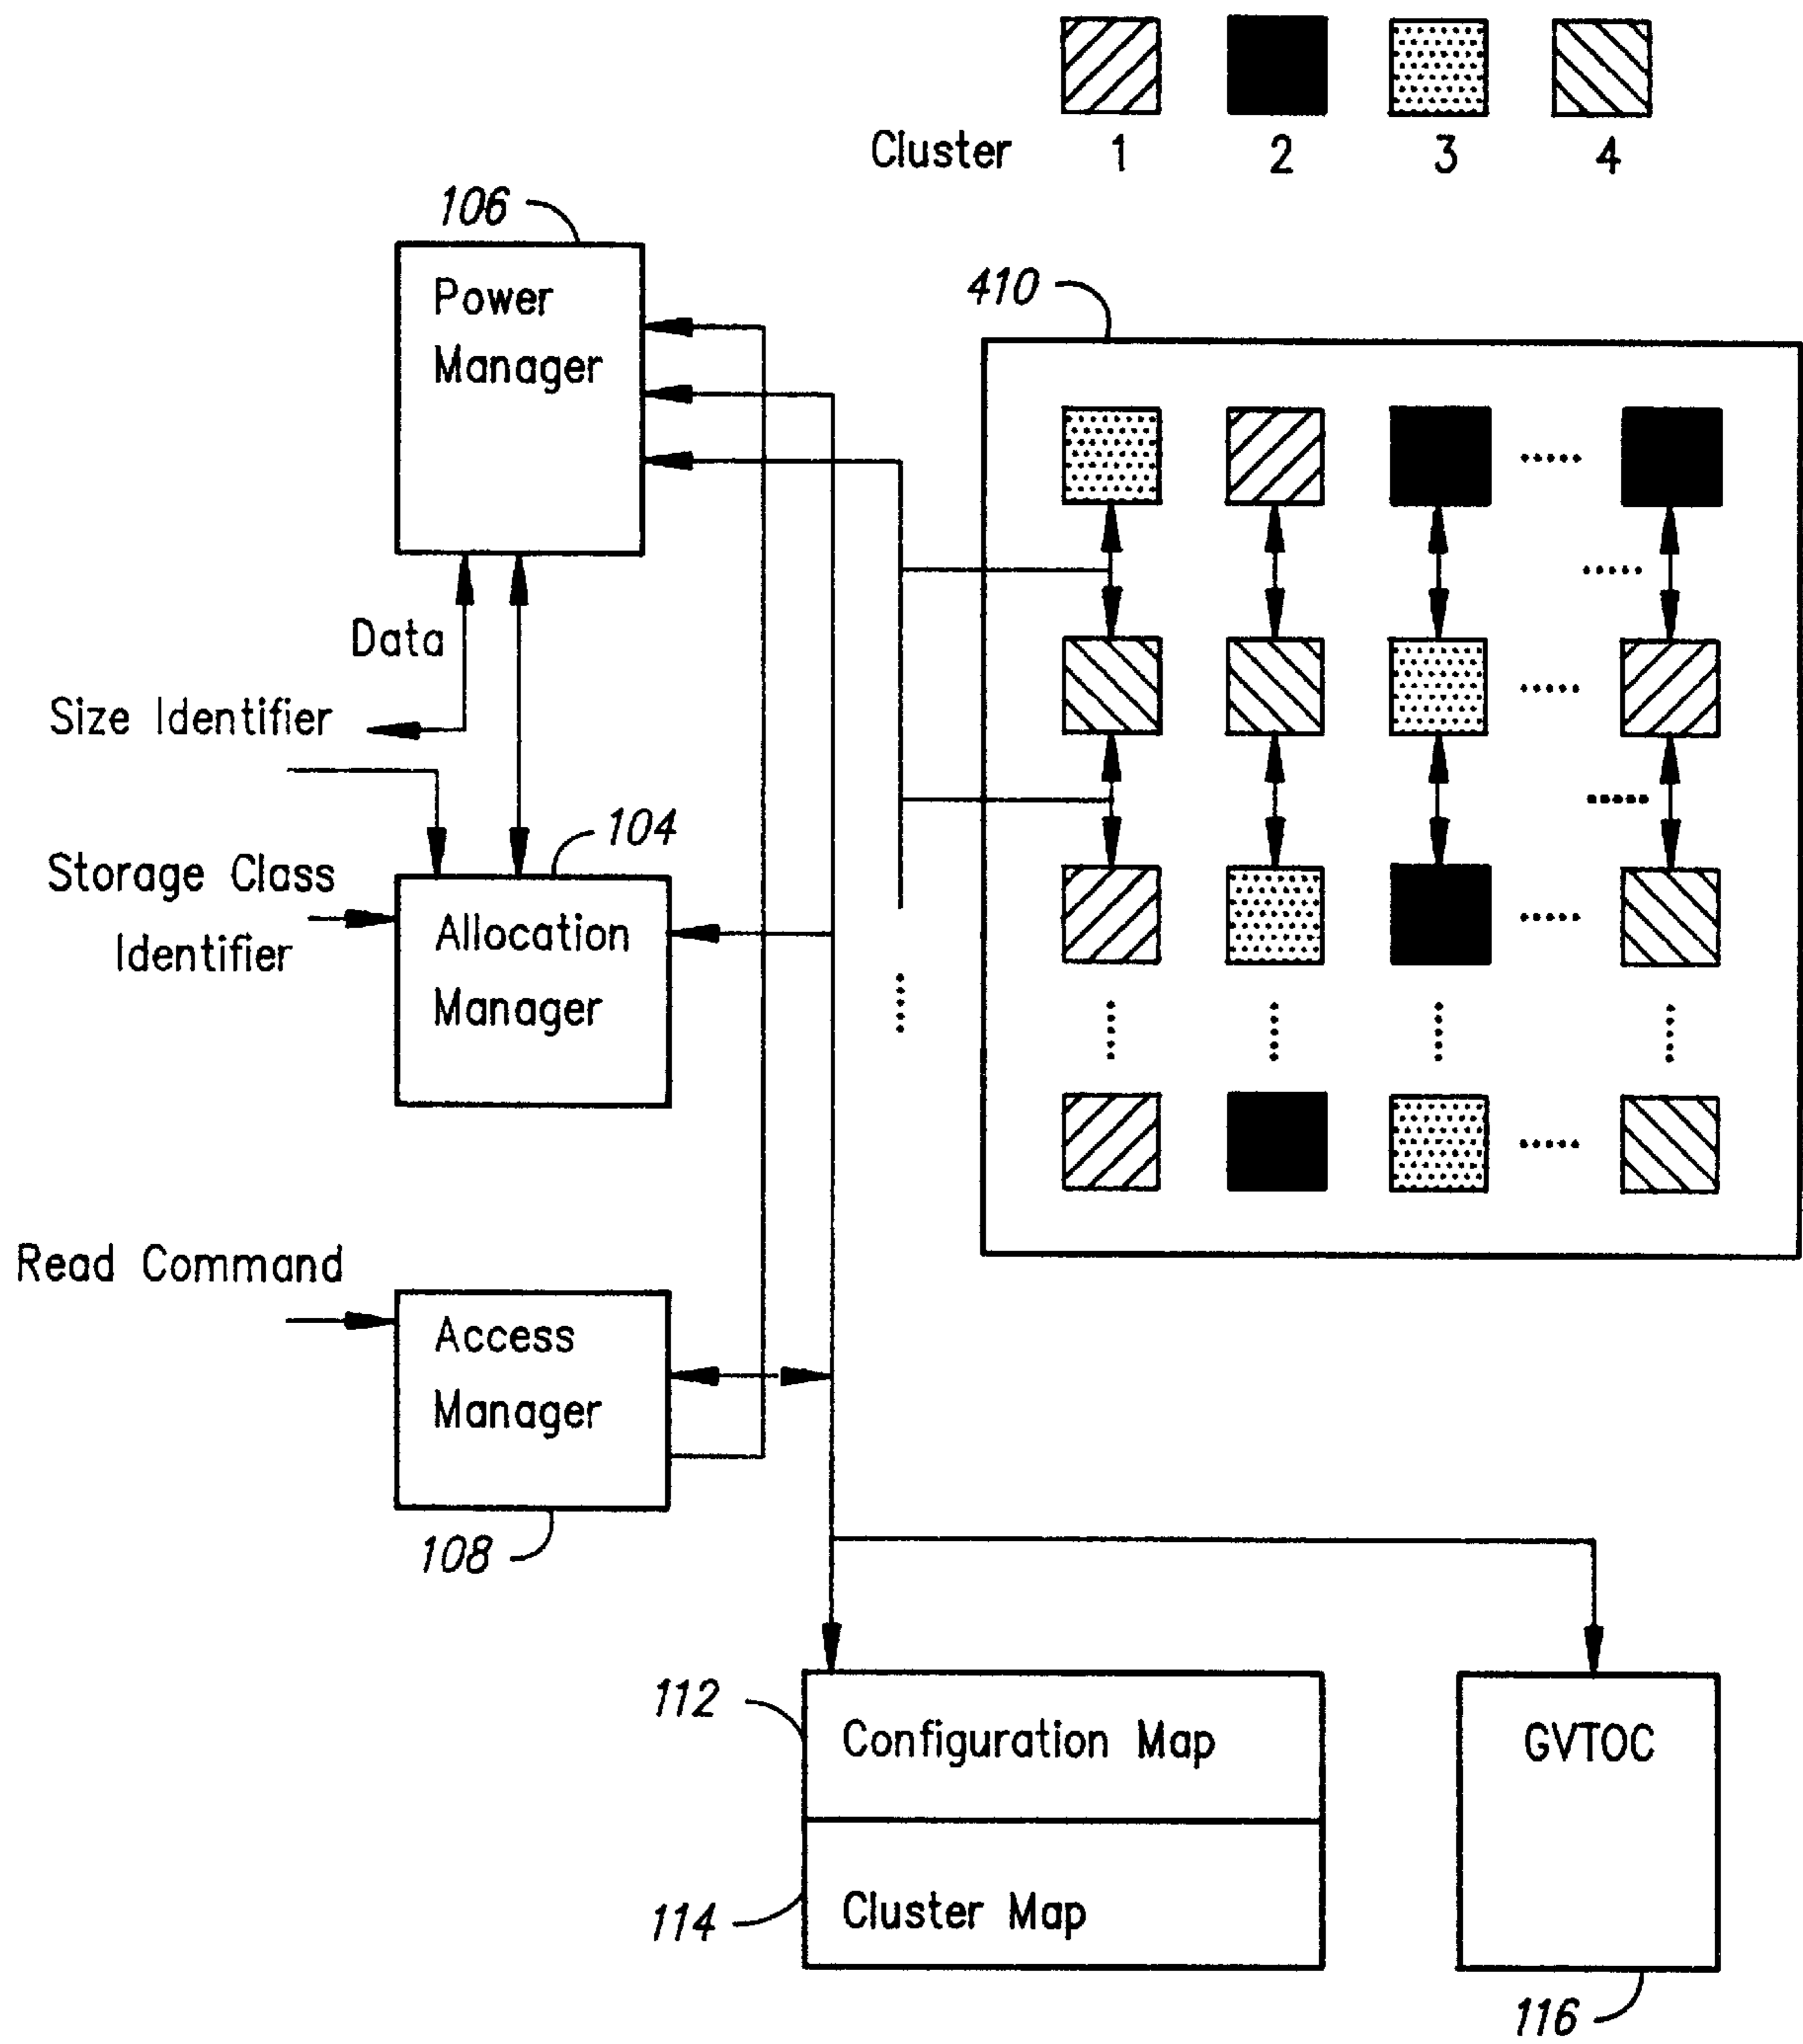 Cluster 1 2 3 4
106
Power
Manager
410
Data
Size Identifier
104
Storage Class
Identifier
Allocation
Manager
Read Command
Access
Manager
108
112
Configuration Map
GVTOC
114
Cluster Map
116